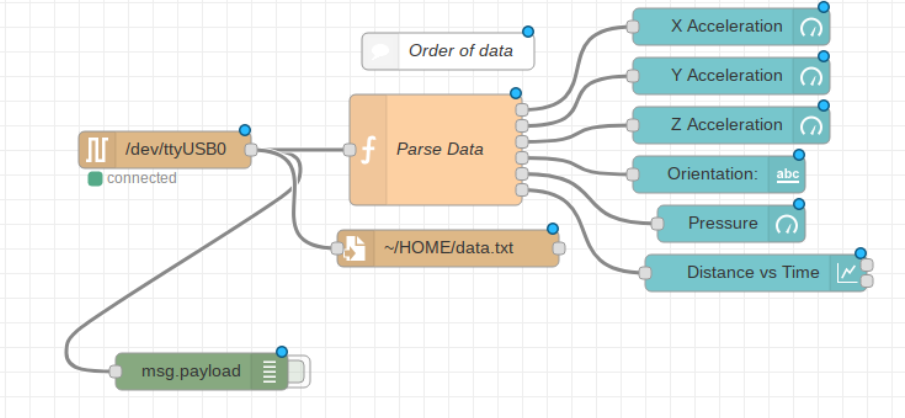 Order of data
X Acceleration
Y Acceleration
Z Acceleration
/dev/ttyUSB0
connected
Parse Data
Orientation:
abc
Pressure
~/HOME/data.txt
Distance vs Time
msg.payload